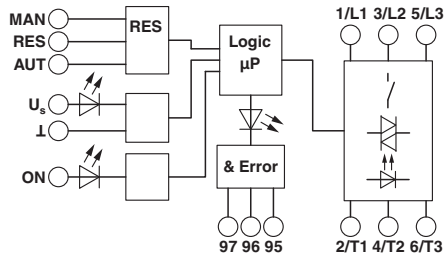 MAN
RES
AUT
RES
Us
⊥
ON
Logic
µP
& Error
97 96 95
1/L1 3/L2 5/L3
2/T1 4/T2 6/T3